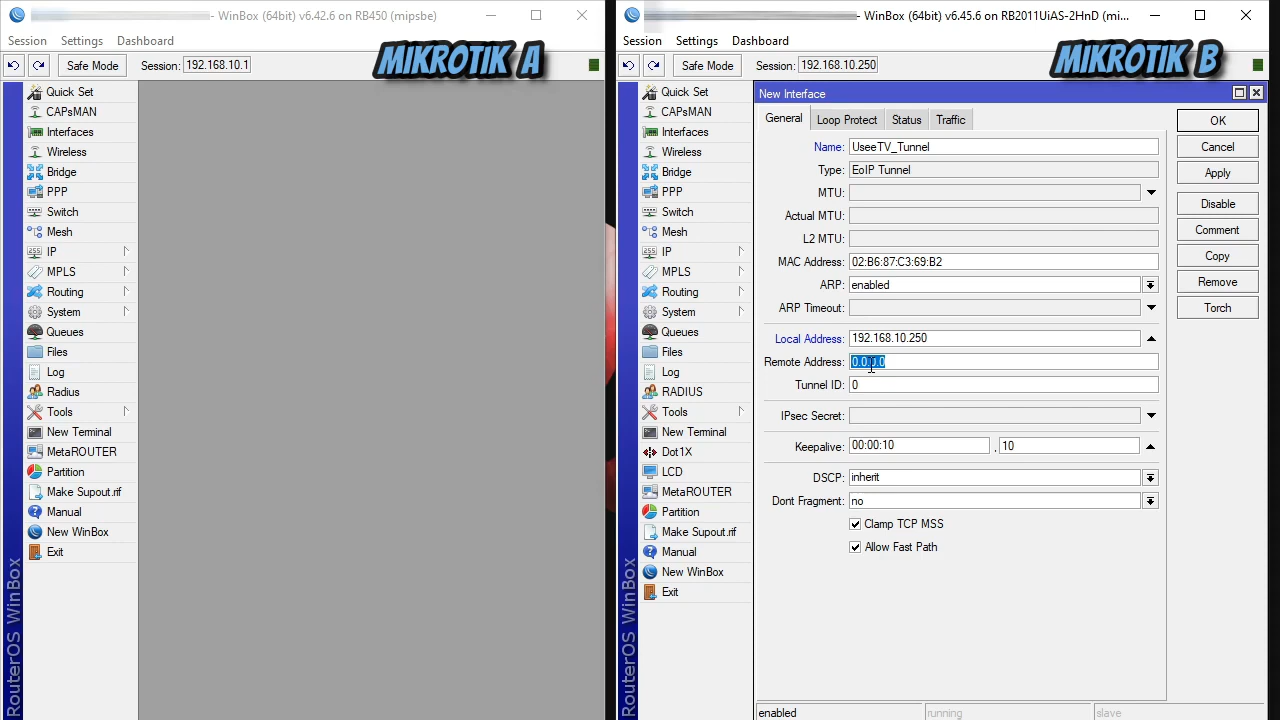 - WinBox (64bit) v6.42.6 on RB450 (mipsbe)
Session Settings Dashboard
MIKROTIK A
Safe Mode Session: 192.168.10.1
Quick Set
CAPsMAN
Interfaces
Wireless
Bridge
PPP
Switch
Mesh
IP
MPLS
Routing
System
Queues
Files
Log
Radius
Tools
New Terminal
MetaROUTER
Partition
Make Supout.rif
Manual
New WinBox
Exit
RouterOS WinBox
- WinBox (64bit) v6.45.6 on RB2011UiAS-2HnD (mi...
Session Settings Dashboard
MIKROTIK B
Safe Mode Session: 192.168.10.250
Quick Set
CAPsMAN
Interfaces
Wireless
Bridge
PPP
Switch
Mesh
IP
MPLS
Routing
System
Queues
Files
Log
RADIUS
Tools
New Terminal
Dot1X
LCD
MetaROUTER
Partition
Make Supout.rif
Manual
New WinBox
Exit
RouterOS WinBox
New Interface
General Loop Protect Status Traffic
Name: UseeTV_Tunnel
Type: EoIP Tunnel
MTU:
Actual MTU:
L2 MTU:
MAC Address: 02:B6:87:C3:69:B2
ARP: enabled
ARP Timeout:
Local Address: 192.168.10.250
Remote Address: 0.0.0.0
Tunnel ID: 0
IPsec Secret:
Keepalive: 00:00:10 , 10
DSCP: inherit
Dont Fragment: no
Clamp TCP MSS
Allow Fast Path
OK
Cancel
Apply
Disable
Comment
Copy
Remove
Torch
enabled running slave